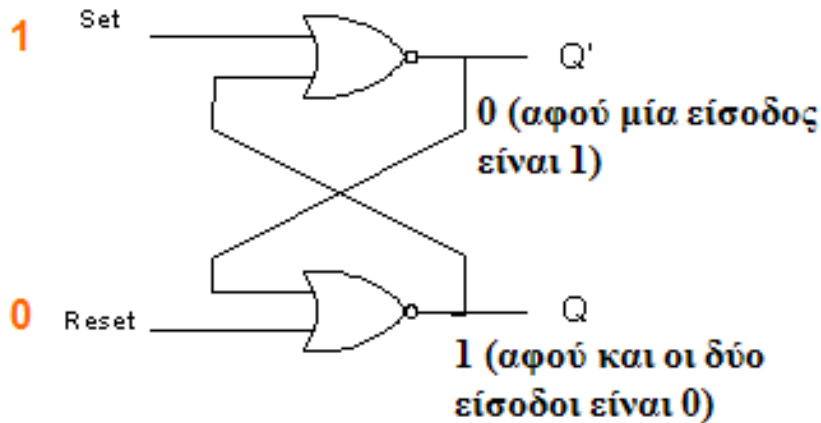 1 Set
Q'
0 (αφού μία είσοδος
είναι 1)
0 Reset
Q
1 (αφού και οι δύο
είσοδοι είναι 0)